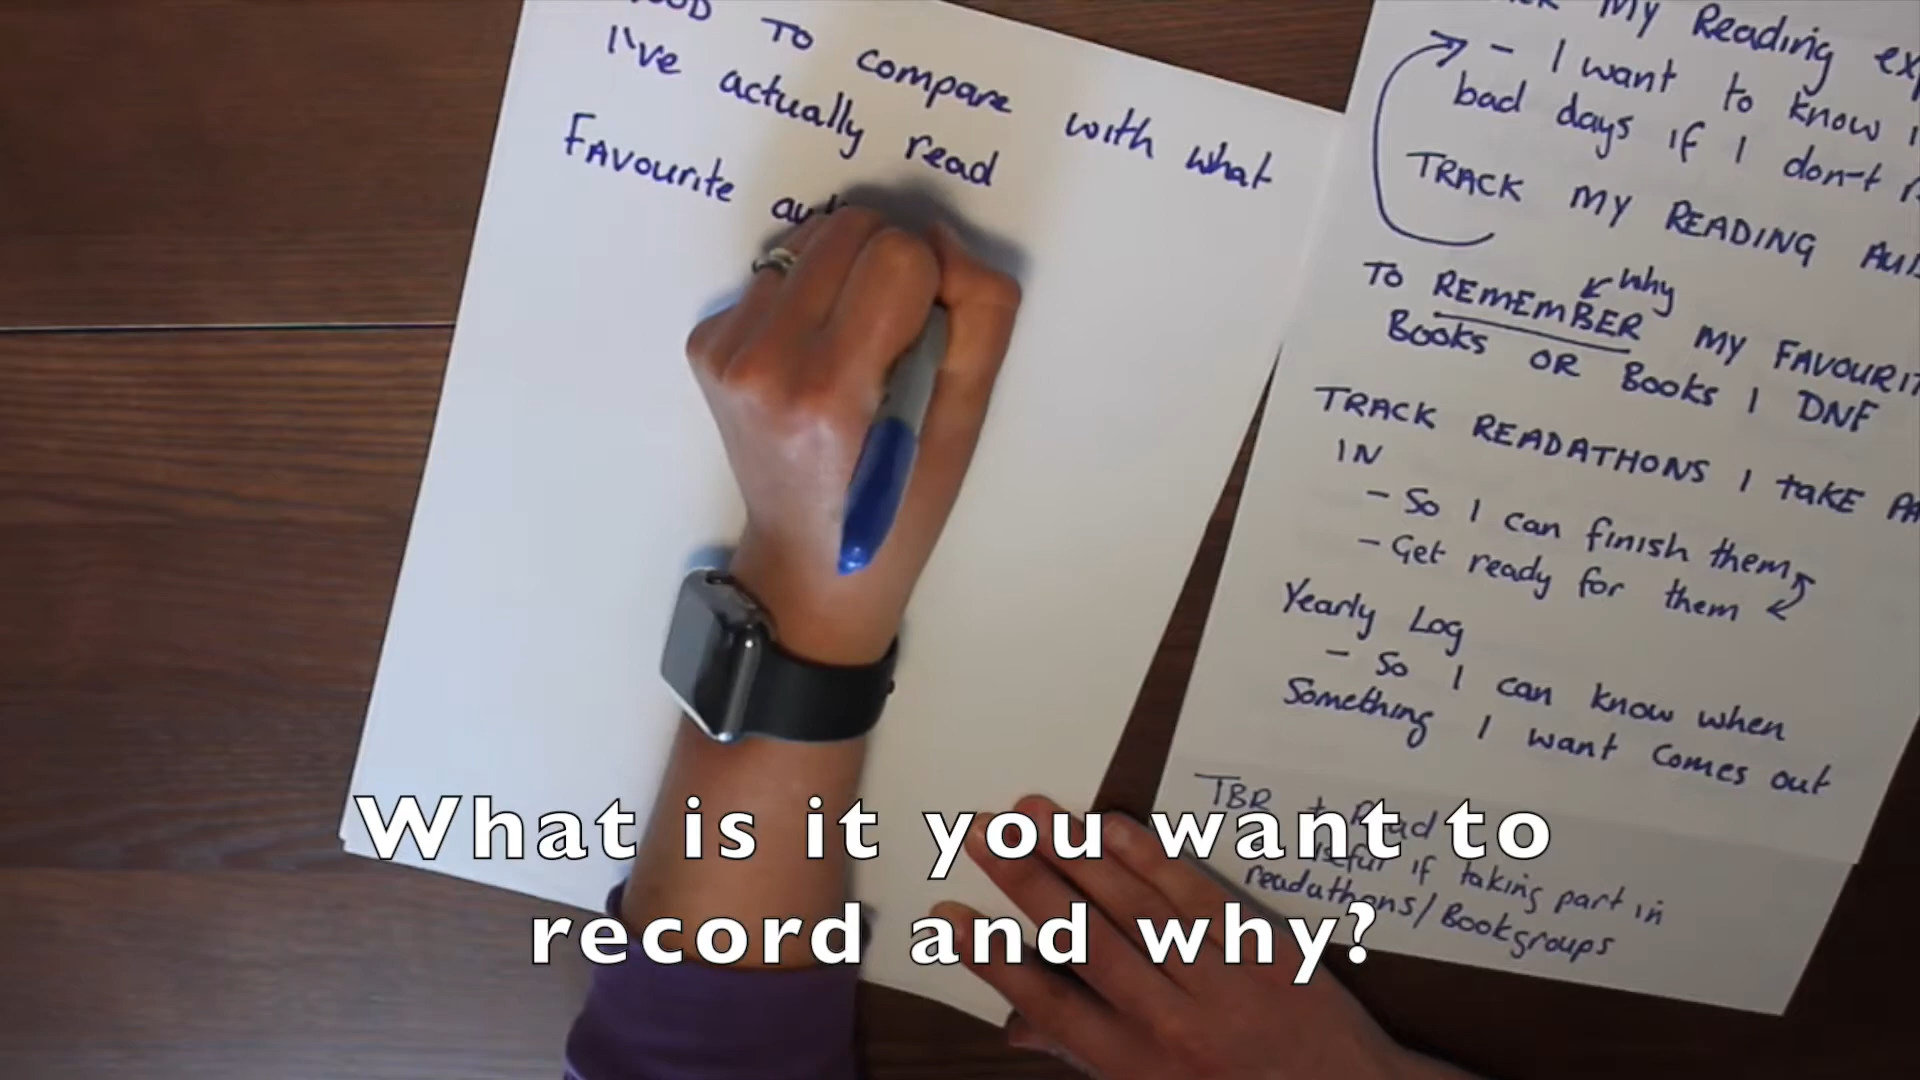 TO compare with what
I've actually read
FAVOURITE
My Reading
- I want to know
bad days if I don't
TRACK MY READING
why
TO REMEMBER MY
Books OR Books I DNF
TRACK READATHONS I take
IN
- So I can finish them
- Get ready for them
Yearly Log
- So I can know when
Something I want comes out
TBR to Read
if taking part in
readathons/Bookgroups
What is it you want to
record and why?